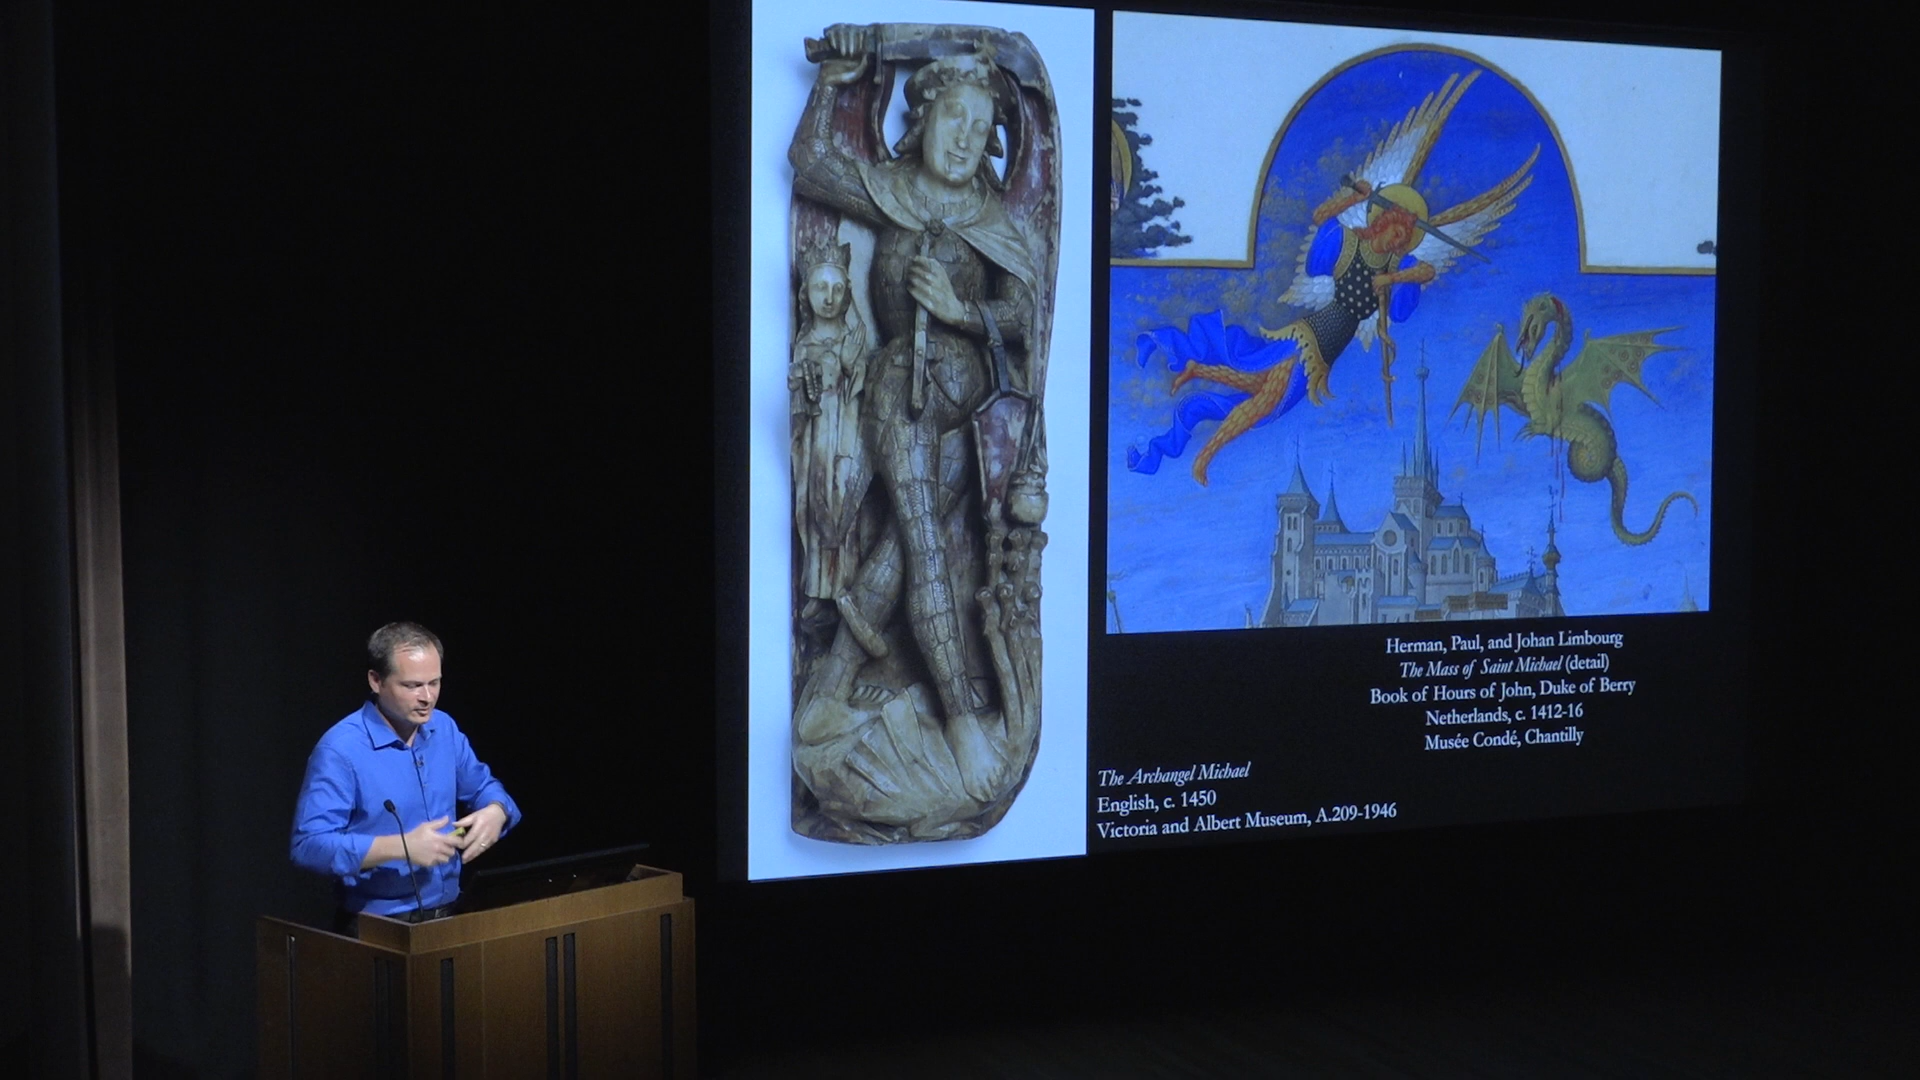 Herman, Paul, and Johan Limbourg
The Mass of Saint Michael (detail)
Book of Hours of John, Duke of Berry
Netherlands, c. 1412-16
Musée Condé, Chantilly
The Archangel Michael
English, c. 1450
Victoria and Albert Museum, A.209-1946